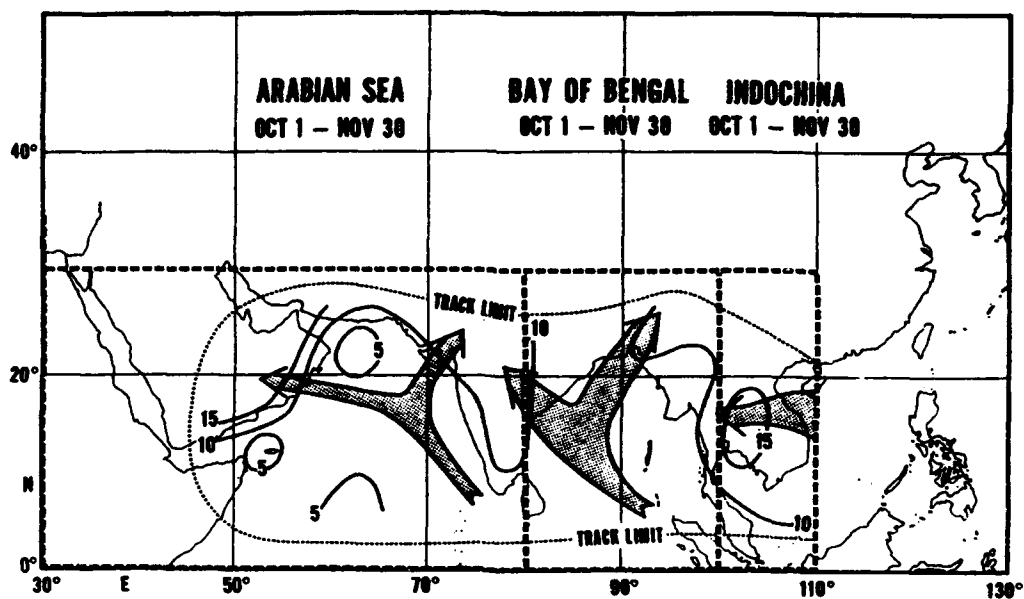 ARABIAN SEA
OCT 1 – NOV 30
BAY OF BENGAL
OCT 1 – NOV 30
INDOCHINA
OCT 1 – NOV 30
40°
TRACK LIMIT
10
5
20°
15
10
5
15
N
5
10
TRACK LIMIT
0°
30° E 50° 70° 90° 110° 130°